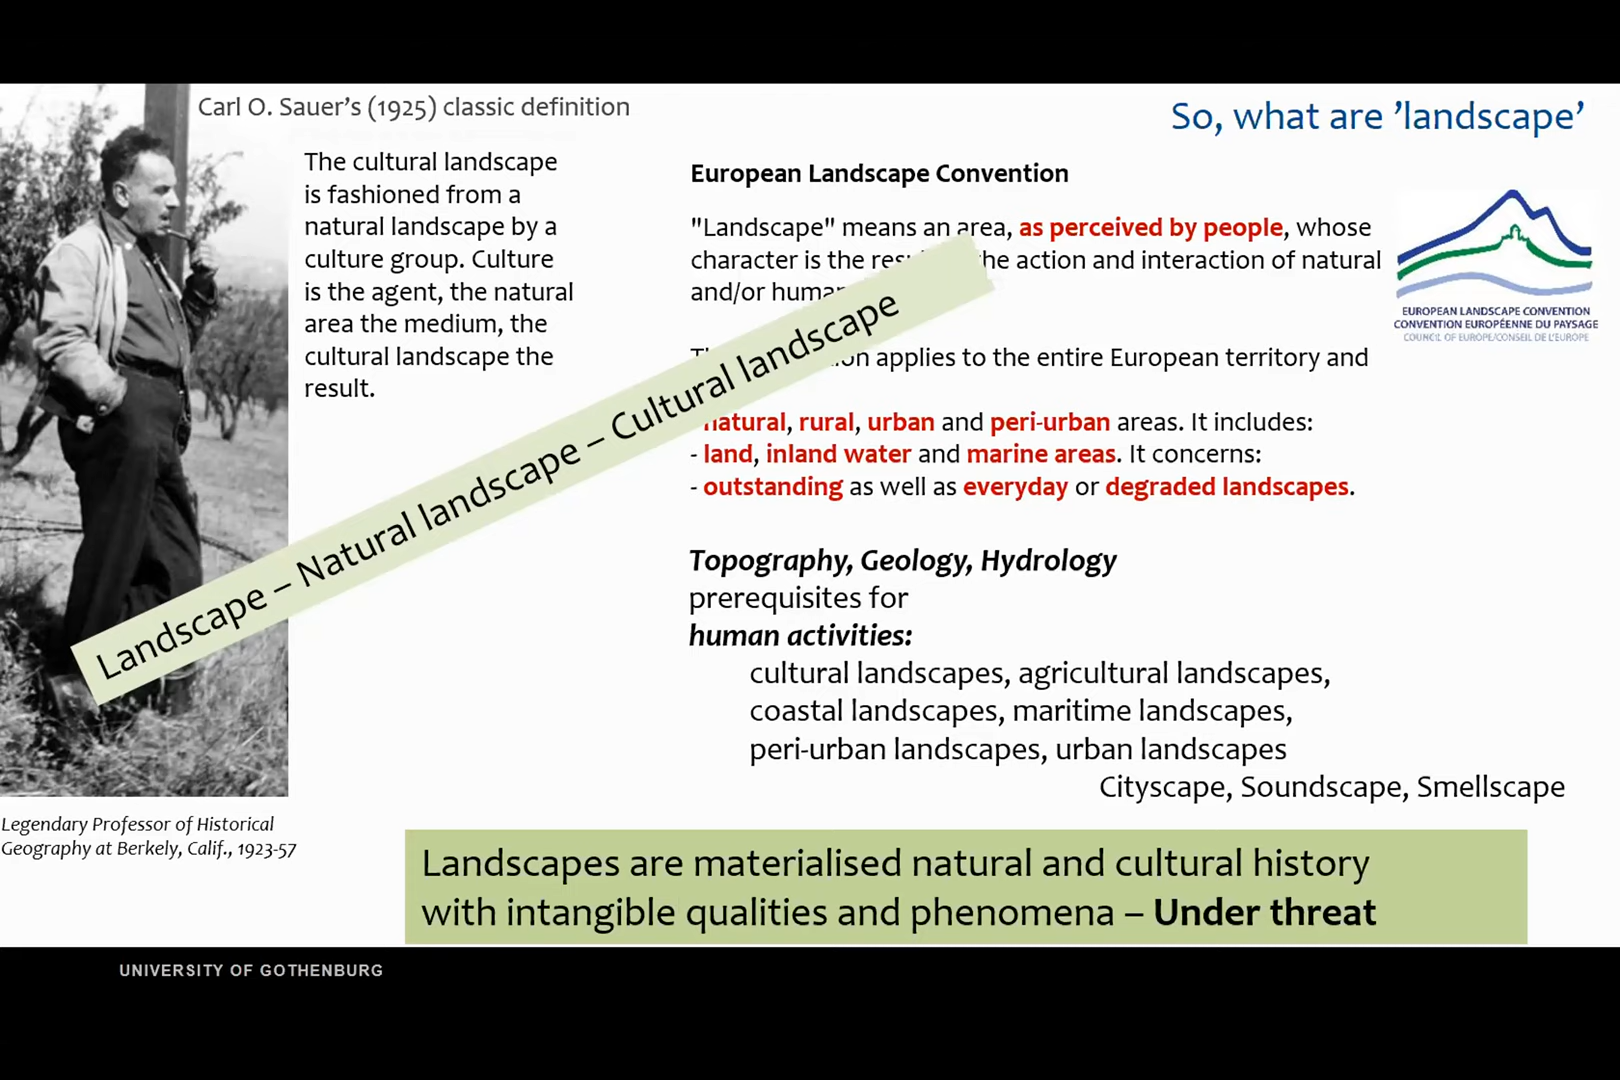 Carl O. Sauer’s (1925) classic definition
So, what are ’landscape’
The cultural landscape
is fashioned from a
natural landscape by a
culture group. Culture
is the agent, the natural
area the medium, the
cultural landscape the
result.
European Landscape Convention
"Landscape" means an area, as perceived by people, whose
character is the action and interaction of natural
and/or
applies to the entire European territory and
natural, rural, urban and peri-urban areas. It includes:
- land, inland water and marine areas. It concerns:
- outstanding as well as everyday or degraded landscapes.
EUROPEAN LANDSCAPE CONVENTION
CONVENTION EUROPÉENNE DU PAYSAGE
COUNCIL OF EUROPE/CONSEIL DE L'EUROPE
Landscape – Natural landscape – Cultural landscape
Topography, Geology, Hydrology
prerequisites for
human activities:
cultural landscapes, agricultural landscapes,
coastal landscapes, maritime landscapes,
peri-urban landscapes, urban landscapes
Cityscape, Soundscape, Smellscape
Legendary Professor of Historical
Geography at Berkely, Calif., 1923-57
Landscapes are materialised natural and cultural history
with intangible qualities and phenomena – Under threat
UNIVERSITY OF GOTHENBURG